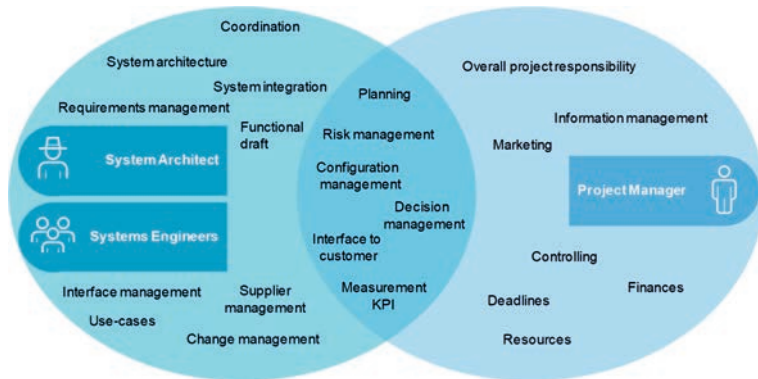 Coordination
System architecture
System integration
Requirements management
Functional
draft
System Architect
Systems Engineers
Interface management
Supplier
management
Use-cases
Change management
Planning
Risk management
Configuration
management
Decision
management
Interface to
customer
Measurement
KPI
Overall project responsibility
Information management
Marketing
Project Manager
Controlling
Finances
Deadlines
Resources